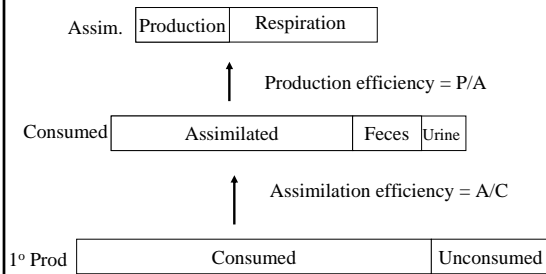 Assim. Production Respiration
Production efficiency = P/A
Consumed Assimilated Feces Urine
Assimilation efficiency = A/C
1º Prod Consumed Unconsumed